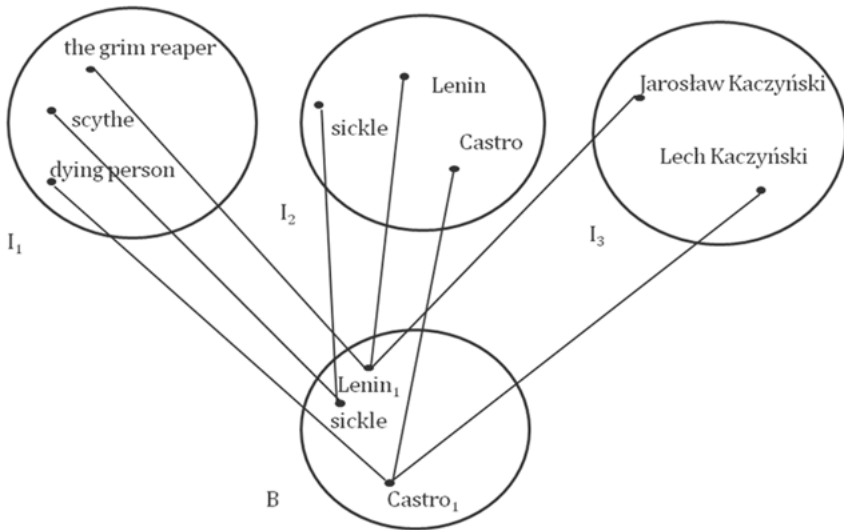 the grim reaper
scythe
dying person
I1
Lenin
sickle
Castro
I2
Jarosław Kaczyński
Lech Kaczyński
I3
Lenin1
sickle
Castro1
B